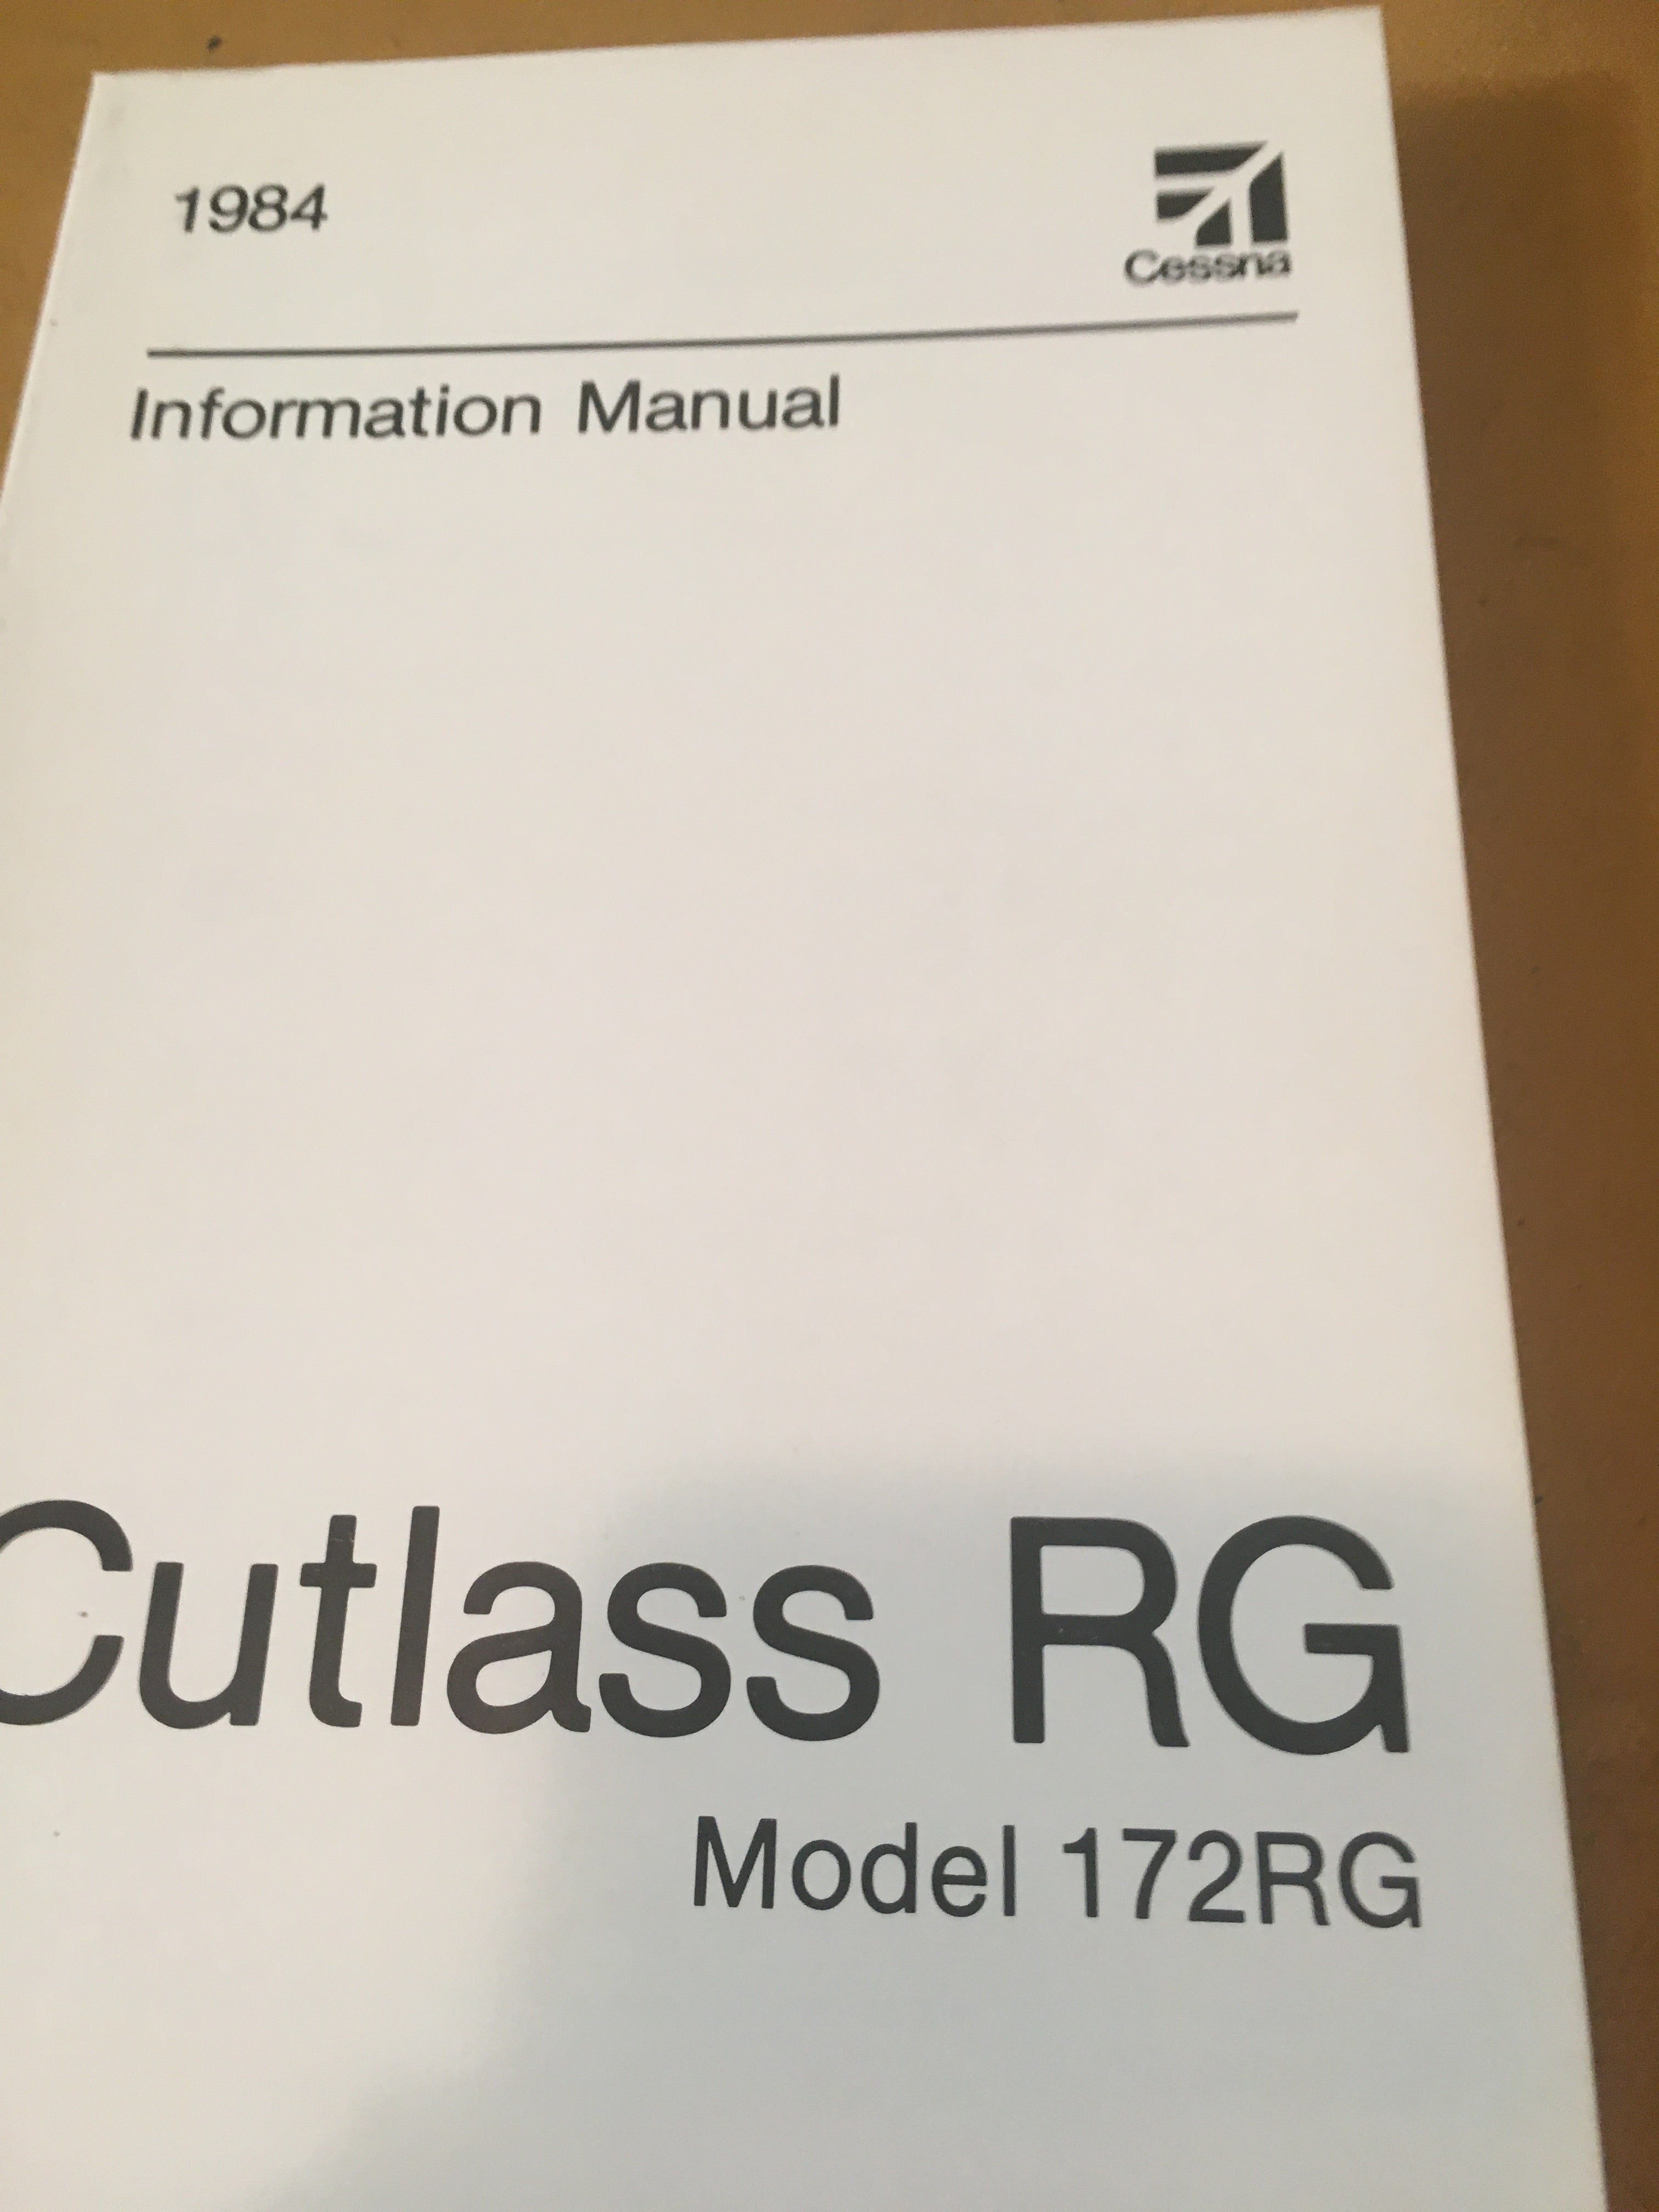 1984
Cessna
Information Manual
Cutlass RG
Model 172RG